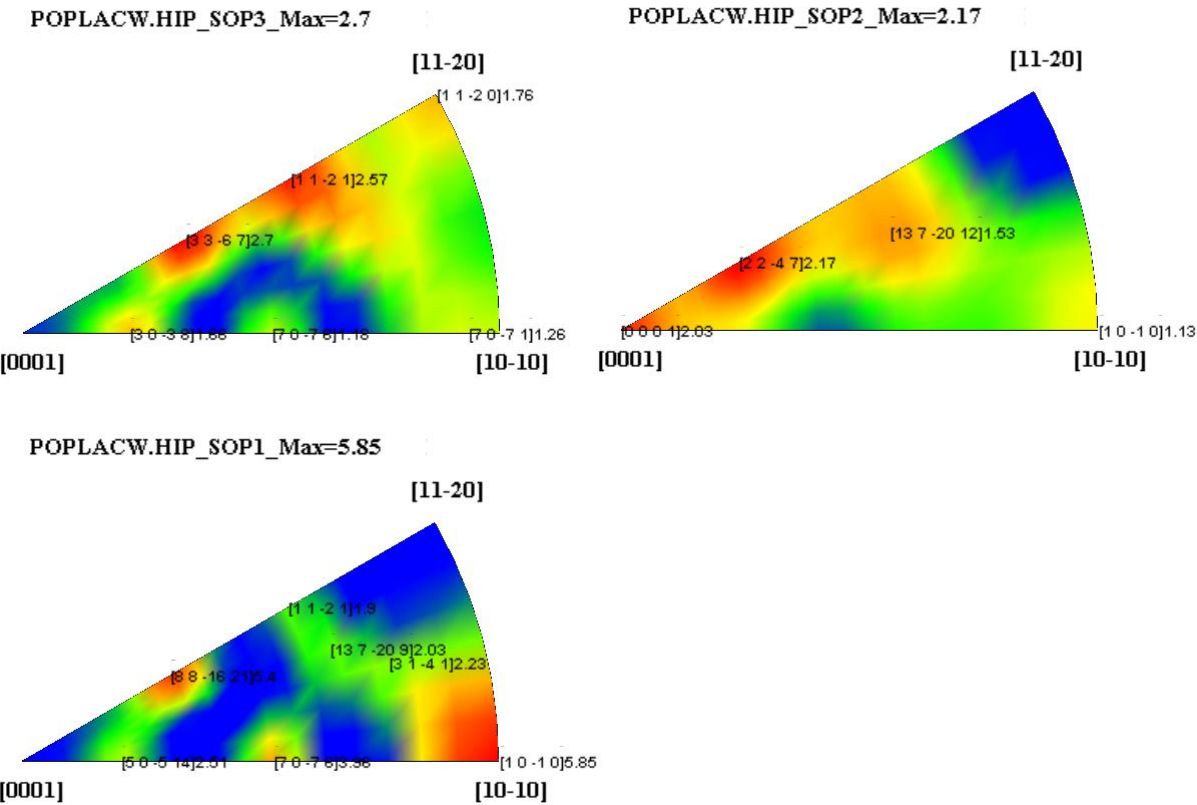 POPLACW.HIP_SOP3_Max=2.7
[11-20]
[1 1 -2 0]1.76
[1 1 -2 1]2.57
[3 3 -6 7]2.7
[3 0 -3 8]1.66
[7 0 -7 6]1.18
[7 0 -7 1]1.26
[0001]
[10-10]
POPLACW.HIP_SOP2_Max=2.17
[11-20]
[13 7 -20 12]1.53
[2 2 -4 7]2.17
[0 0 0 1]2.03
[1 0 -1 0]1.13
[0001]
[10-10]
POPLACW.HIP_SOP1_Max=5.85
[11-20]
[1 1 -2 1]1.9
[13 7 -20 9]2.03
[3 1 -4 1]2.23
[8 8 -16 21]5.4
[5 0 -5 14]2.51
[7 0 -7 6]3.96
[1 0 -1 0]5.85
[0001]
[10-10]